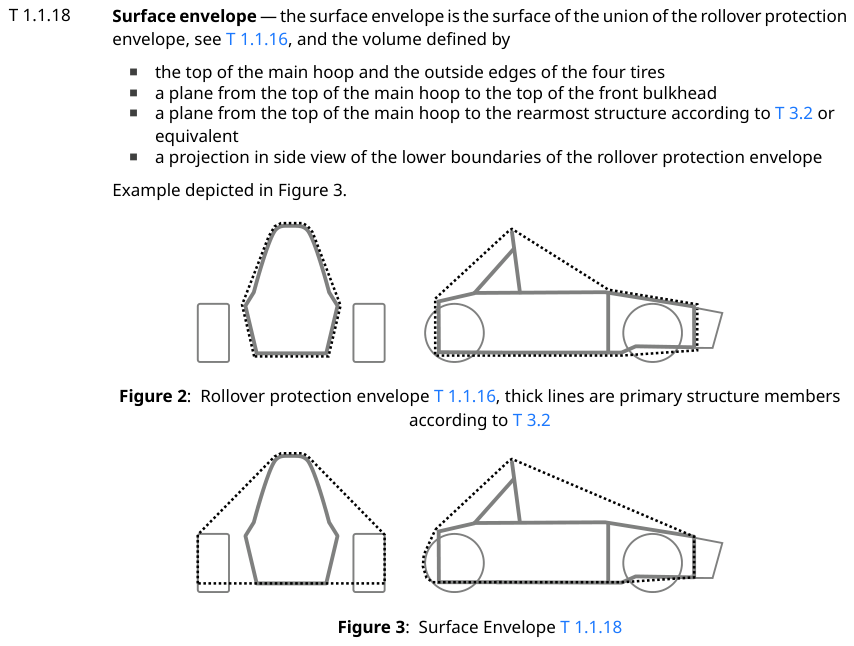 T 1.1.18 Surface envelope — the surface envelope is the surface of the union of the rollover protection
envelope, see T 1.1.16, and the volume defined by
▪ the top of the main hoop and the outside edges of the four tires
▪ a plane from the top of the main hoop to the top of the front bulkhead
▪ a plane from the top of the main hoop to the rearmost structure according to T 3.2 or
equivalent
▪ a projection in side view of the lower boundaries of the rollover protection envelope
Example depicted in Figure 3.
Figure 2: Rollover protection envelope T 1.1.16, thick lines are primary structure members
according to T 3.2
Figure 3: Surface Envelope T 1.1.18